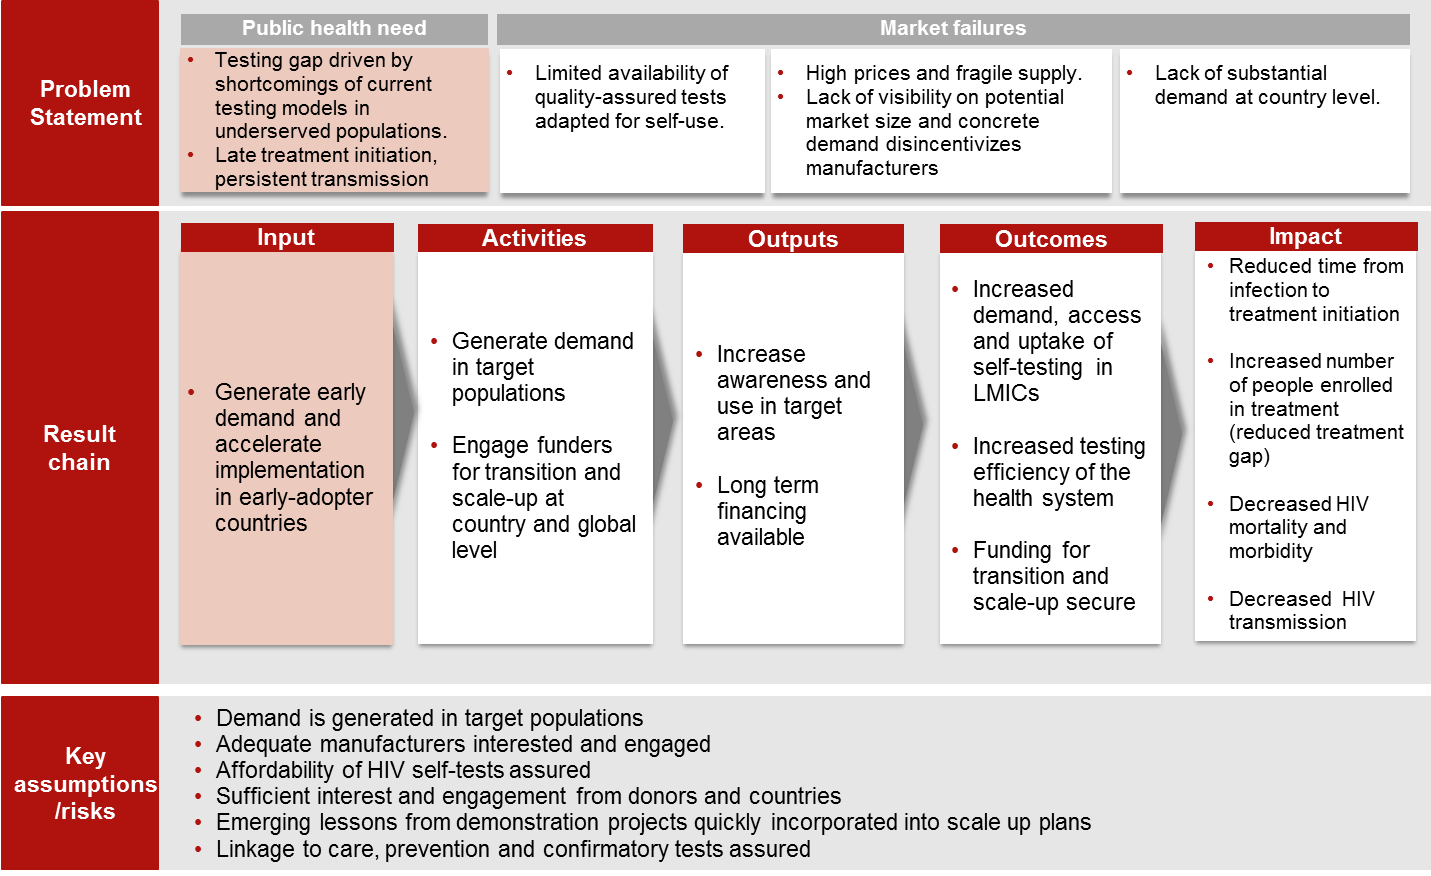 Problem
Statement
Public health need
• Testing gap driven by
shortcomings of current
testing models in
underserved populations.
• Late treatment initiation,
persistent transmission
Market failures
• Limited availability of
quality-assured tests
adapted for self-use.
• High prices and fragile supply.
• Lack of visibility on potential
market size and concrete
demand disincentivizes
manufacturers
• Lack of substantial
demand at country level.
Result
chain
Input
• Generate early
demand and
accelerate
implementation
in early-adopter
countries
Activities
• Generate demand
in target
populations
• Engage funders
for transition and
scale-up at
country and global
level
Outputs
• Increase
awareness and
use in target
areas
• Long term
financing
available
Outcomes
• Increased
demand, access
and uptake of
self-testing in
LMICs
• Increased testing
efficiency of the
health system
• Funding for
transition and
scale-up secure
Impact
• Reduced time from
infection to
treatment initiation
• Increased number
of people enrolled
in treatment
(reduced treatment
gap)
• Decreased HIV
mortality and
morbidity
• Decreased HIV
transmission
Key
assumptions
/risks
• Demand is generated in target populations
• Adequate manufacturers interested and engaged
• Affordability of HIV self-tests assured
• Sufficient interest and engagement from donors and countries
• Emerging lessons from demonstration projects quickly incorporated into scale up plans
• Linkage to care, prevention and confirmatory tests assured